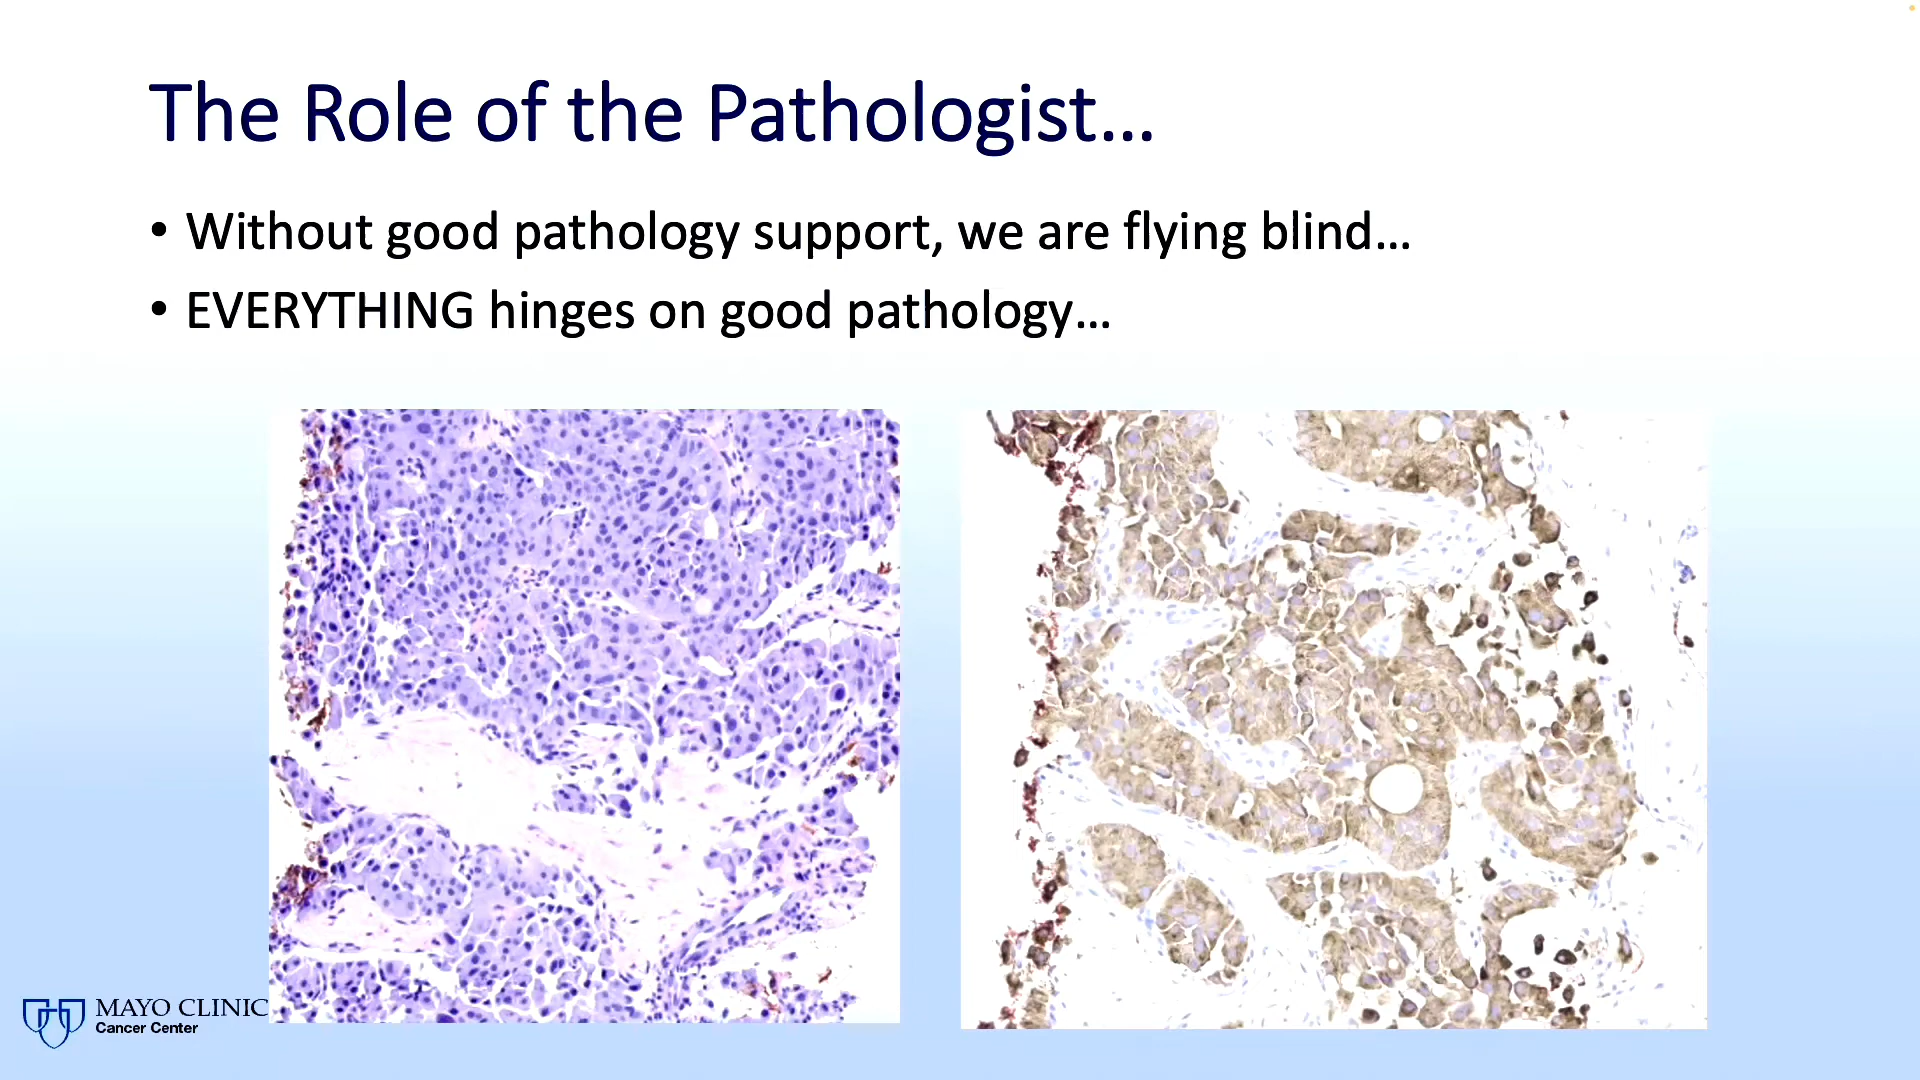 The Role of the Pathologist…
• Without good pathology support, we are flying blind…
• EVERYTHING hinges on good pathology…
MAYO CLINIC
Cancer Center